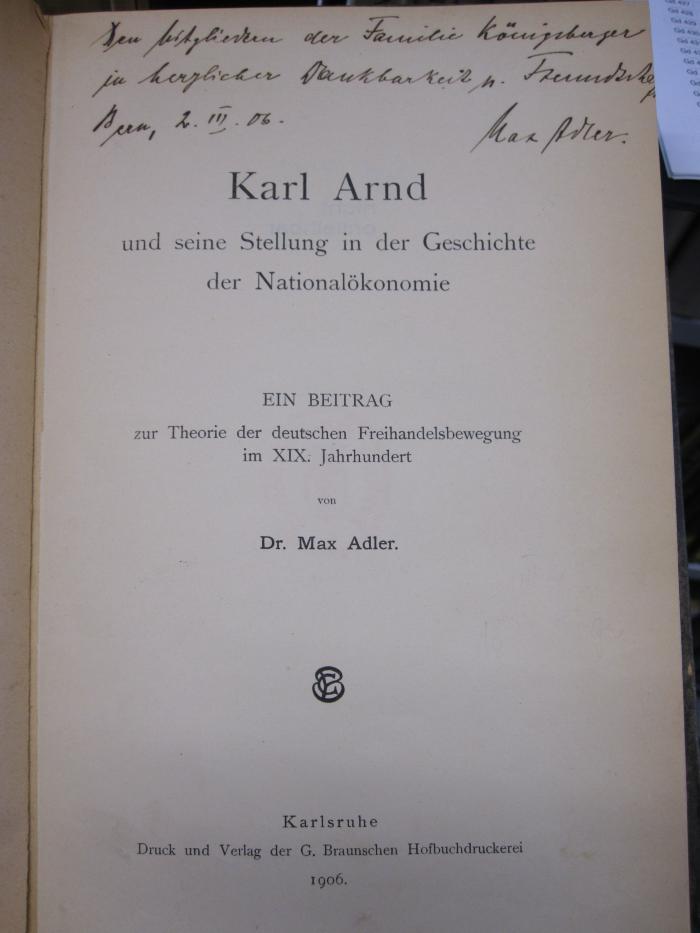 Den Mitgliedern der Familie Königsberger
in herzlicher Dankbarkeit u. Freundschaft
Bern, 2. III. 06.
Max Adler.
Karl Arnd
und seine Stellung in der Geschichte
der Nationalökonomie
EIN BEITRAG
zur Theorie der deutschen Freihandelsbewegung
im XIX. Jahrhundert
von
Dr. Max Adler.
Karlsruhe
Druck und Verlag der G. Braunschen Hofbuchdruckerei
1906.